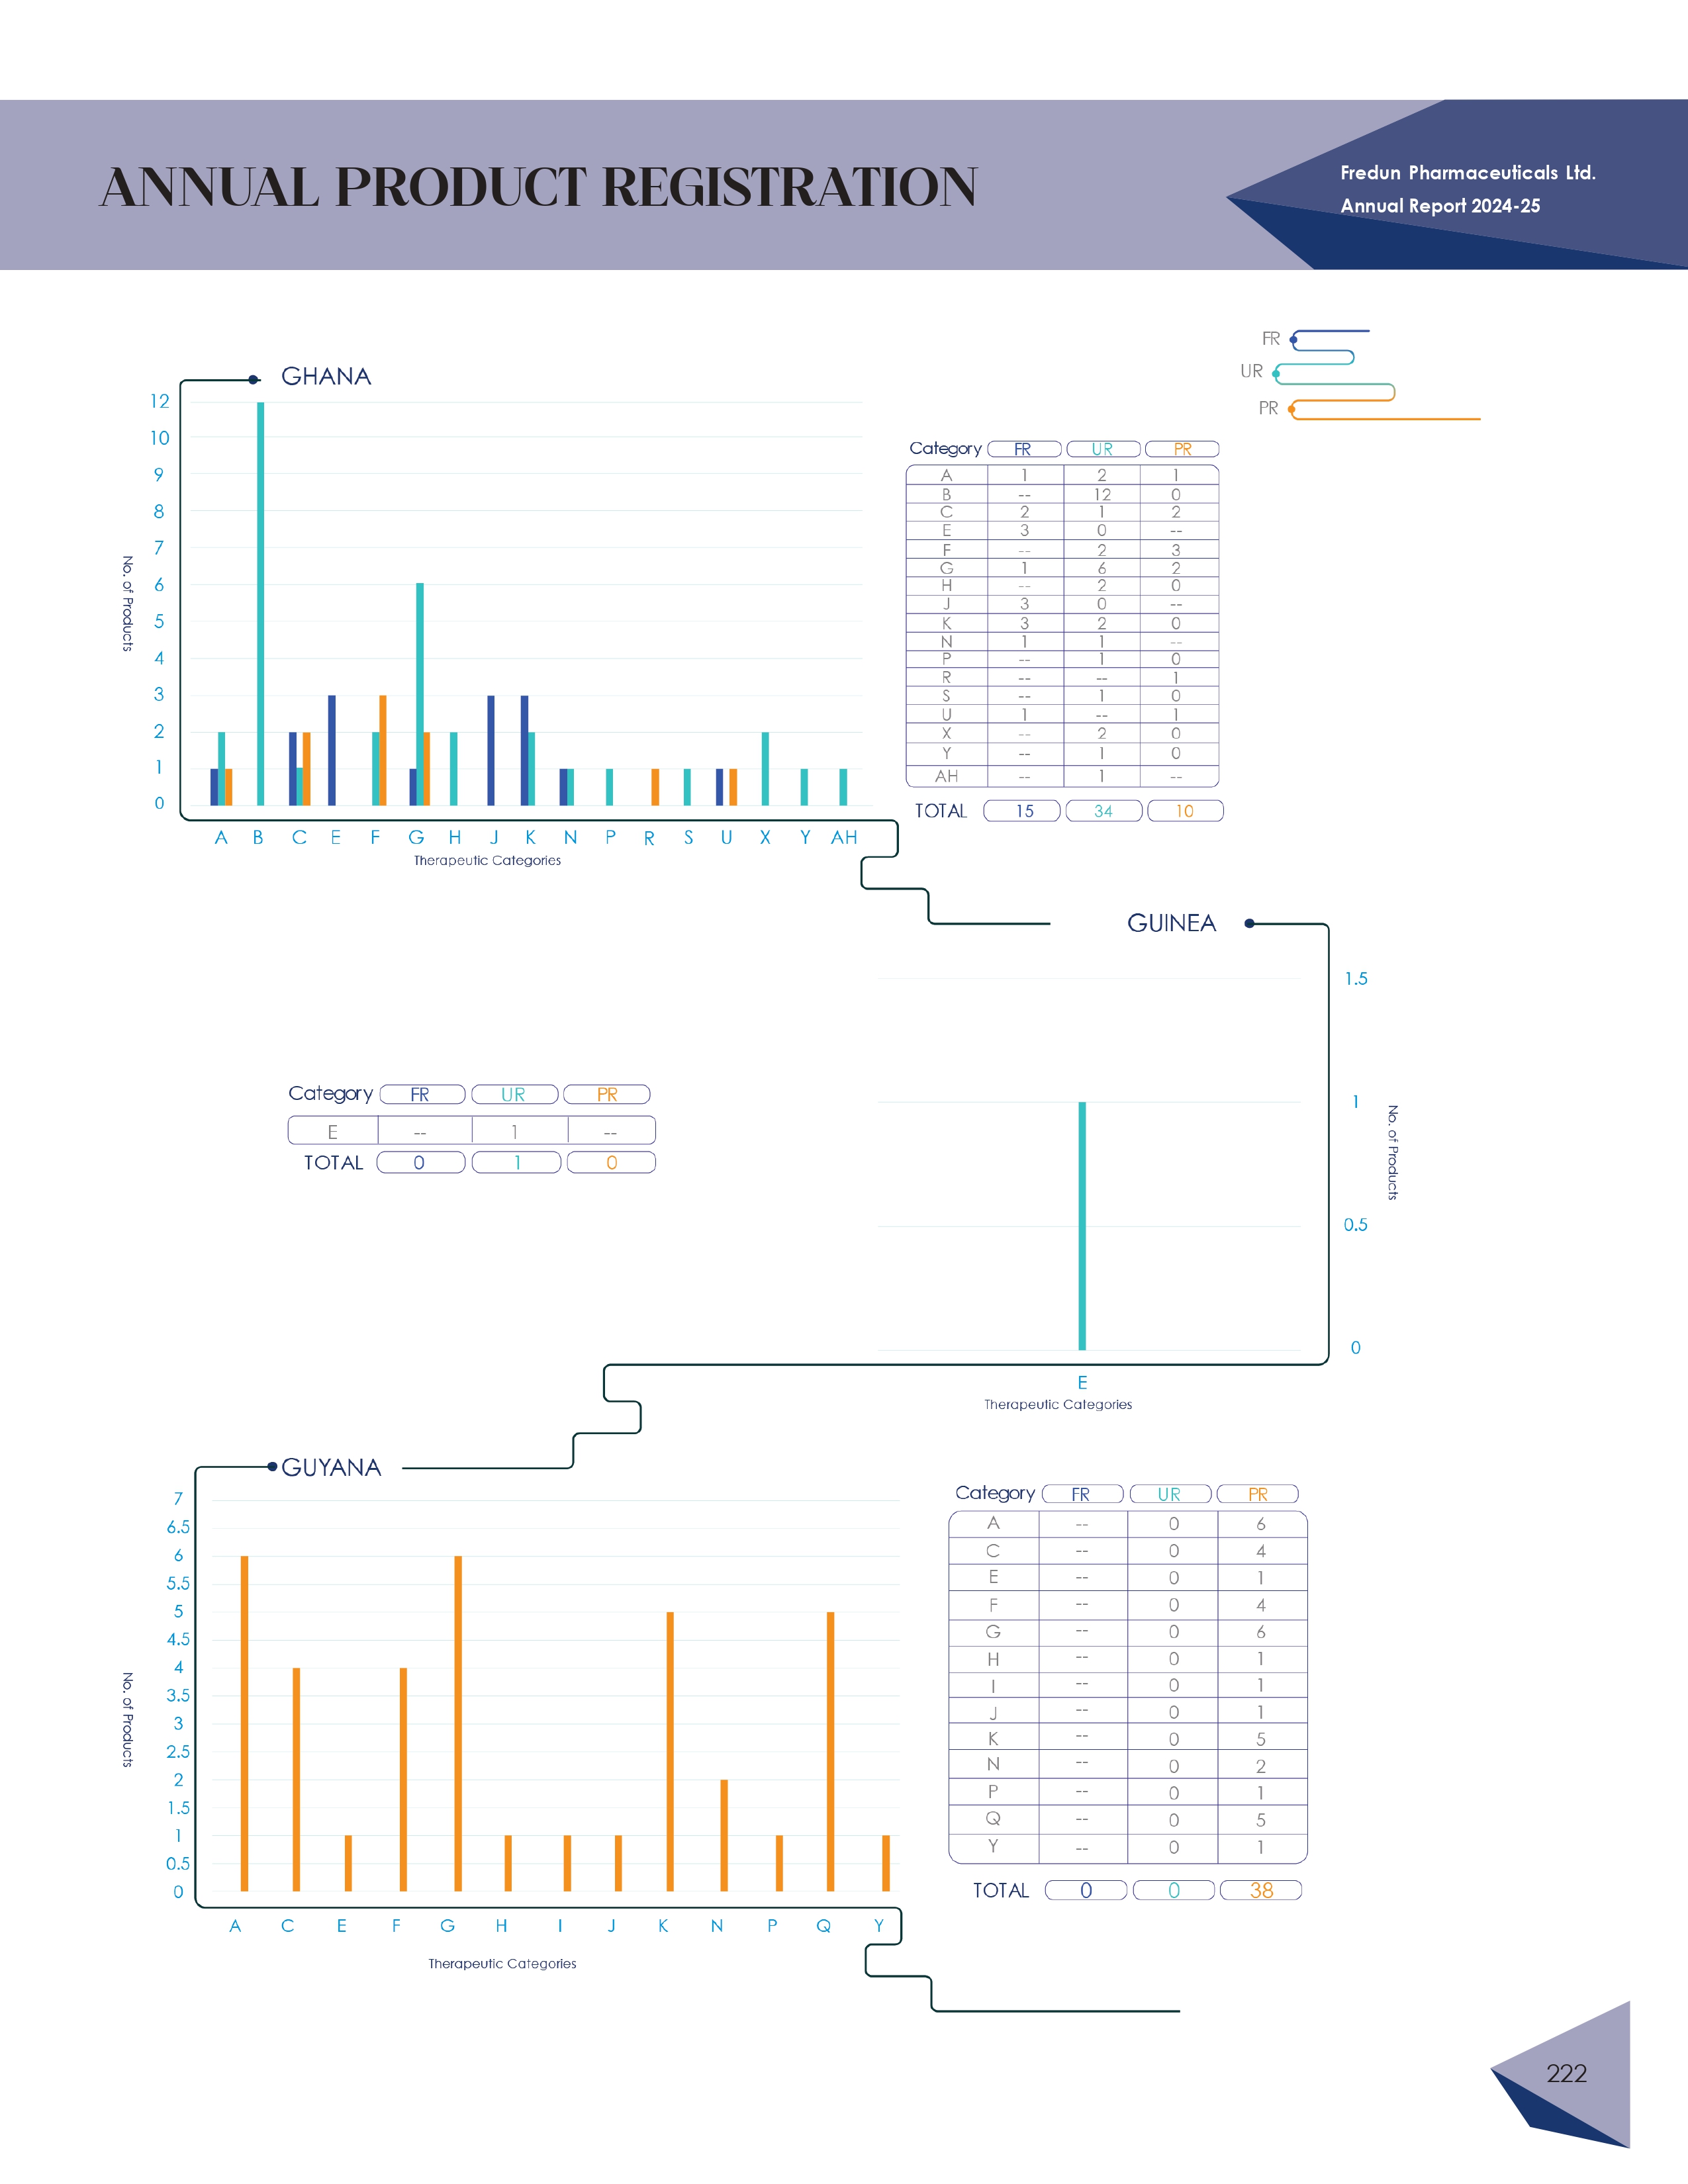 ANNUAL PRODUCT REGISTRATION
Fredun Pharmaceuticals Ltd.
Annual Report 2024-25
FR
UR
PR
GHANA
12
10
9
8
7
6
5
4
3
2
1
0
No. of Products
A B C E F G H J K N P R S U X Y AH
Therapeutic Categories
Category FR UR PR
A 1 2 1
B -- 12 0
C 2 1 2
E 3 0 --
F -- 2 3
G 1 6 2
H -- 2 0
J 3 0 --
K 3 2 0
N 1 1 --
P -- 1 0
R -- -- 1
S -- 1 0
U 1 -- 1
X -- 2 0
Y -- 1 0
AH -- 1 --
TOTAL 15 34 10
GUINEA
1.5
1
0.5
0
No. of Products
E
Therapeutic Categories
Category FR UR PR
E -- 1 --
TOTAL 0 1 0
GUYANA
7
6.5
6
5.5
5
4.5
4
3.5
3
2.5
2
1.5
1
0.5
0
No. of Products
A C E F G H I J K N P Q Y
Therapeutic Categories
Category FR UR PR
A -- 0 6
C -- 0 4
E -- 0 1
F -- 0 4
G -- 0 6
H -- 0 1
I -- 0 1
J -- 0 1
K -- 0 5
N -- 0 2
P -- 0 1
Q -- 0 5
Y -- 0 1
TOTAL 0 0 38
222